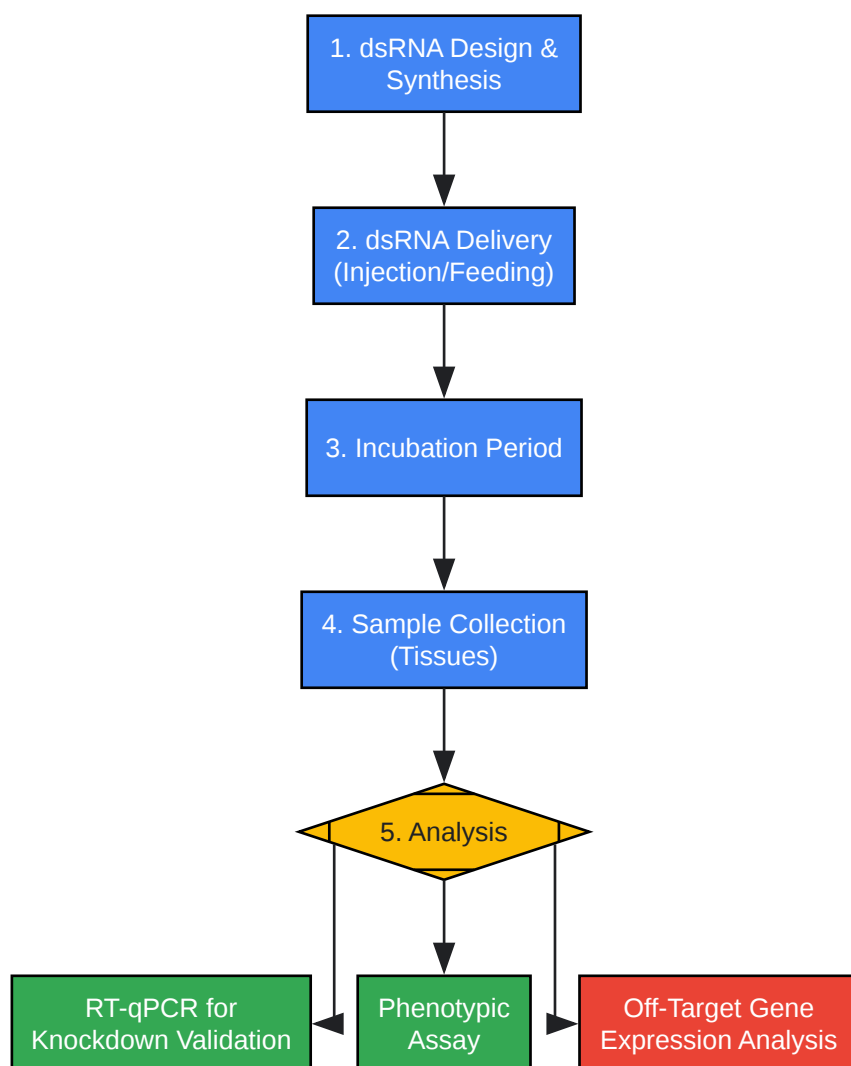 1. dsRNA Design &
Synthesis
2. dsRNA Delivery
(Injection/Feeding)
3. Incubation Period
4. Sample Collection
(Tissues)
5. Analysis
RT-qPCR for
Knockdown Validation
Phenotypic
Assay
Off-Target Gene
Expression Analysis